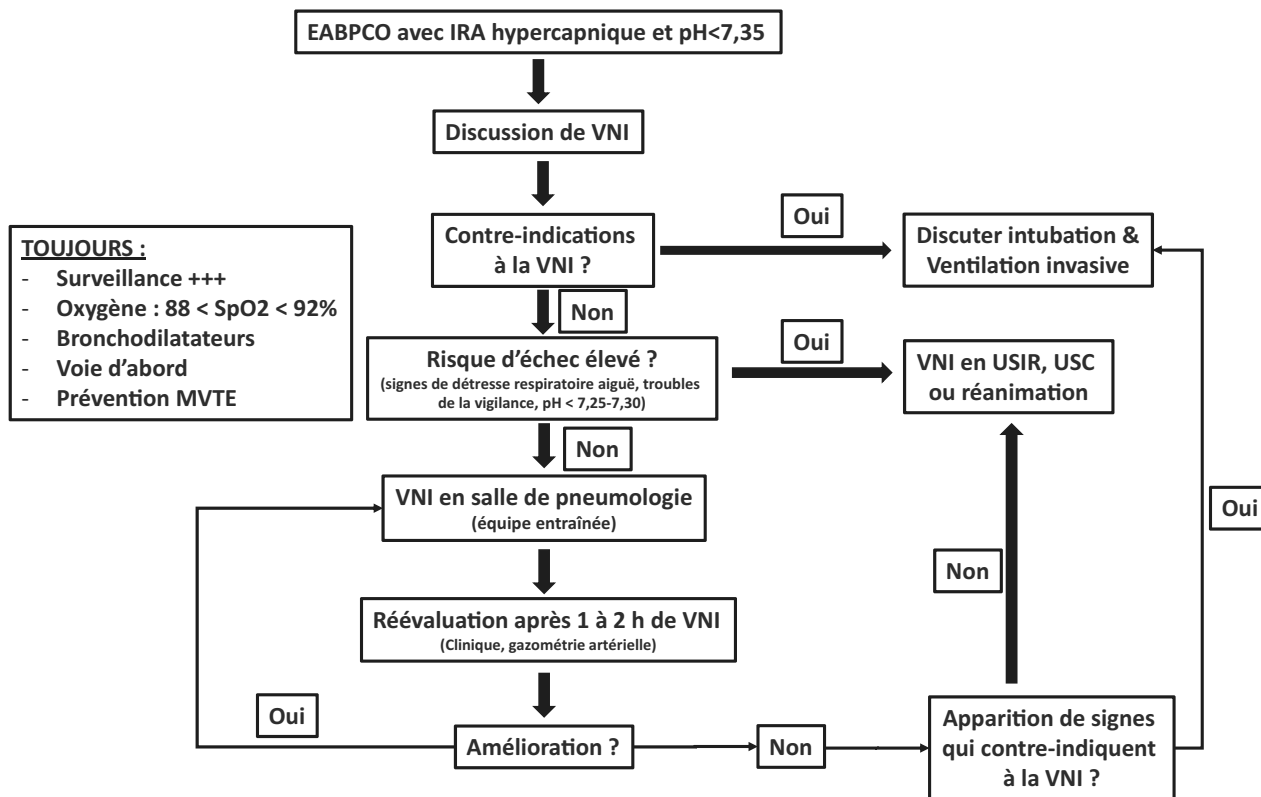 EABPCO avec IRA hypercapnique et pH<7,35
Discussion de VNI
Contre-indications
à la VNI ?
Oui
Discuter intubation &
Ventilation invasive
TOUJOURS :
- Surveillance +++
- Oxygène : 88 < SpO2 < 92%
- Bronchodilatateurs
- Voie d'abord
- Prévention MVTE
Non
Risque d'échec élevé ?
(signes de détresse respiratoire aiguë, troubles
de la vigilance, pH < 7,25-7,30)
Oui
VNI en USIR, USC
ou réanimation
Non
VNI en salle de pneumologie
(équipe entraînée)
Oui
Non
Réévaluation après 1 à 2 h de VNI
(Clinique, gazométrie artérielle)
Oui
Amélioration ?
Non
Apparition de signes
qui contre-indiquent
à la VNI ?